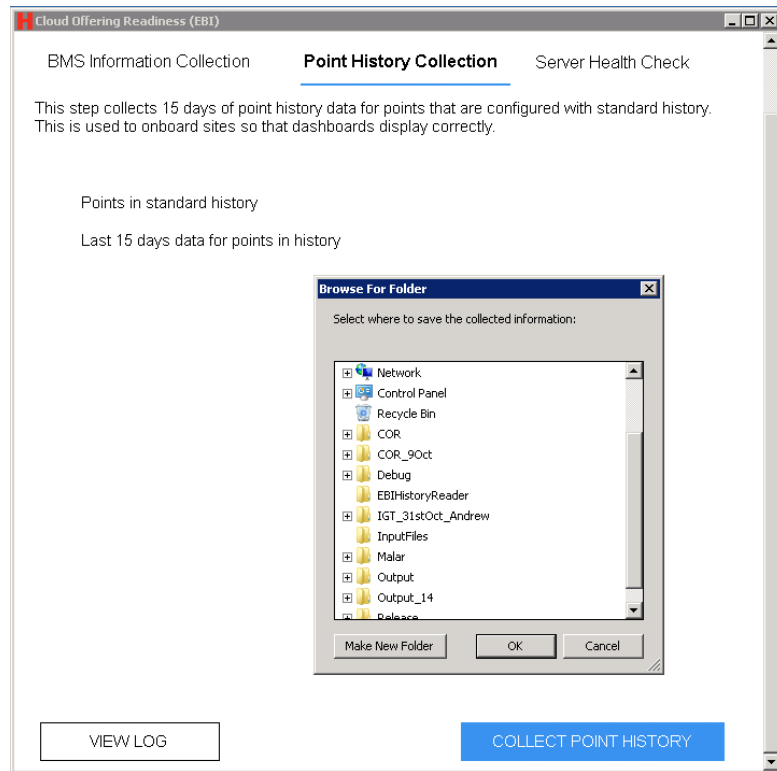 Cloud Offering Readiness (EBI)
BMS Information Collection
Point History Collection
Server Health Check
This step collects 15 days of point history data for points that are configured with standard history.
This is used to onboard sites so that dashboards display correctly.
Points in standard history
Last 15 days data for points in history
Browse For Folder
Select where to save the collected information:
Network
Control Panel
Recycle Bin
COR
COR_9Oct
Debug
EBIHistoryReader
IGT_31stOct_Andrew
InputFiles
Malar
Output
Output_14
Release
Make New Folder
OK
Cancel
VIEW LOG
COLLECT POINT HISTORY